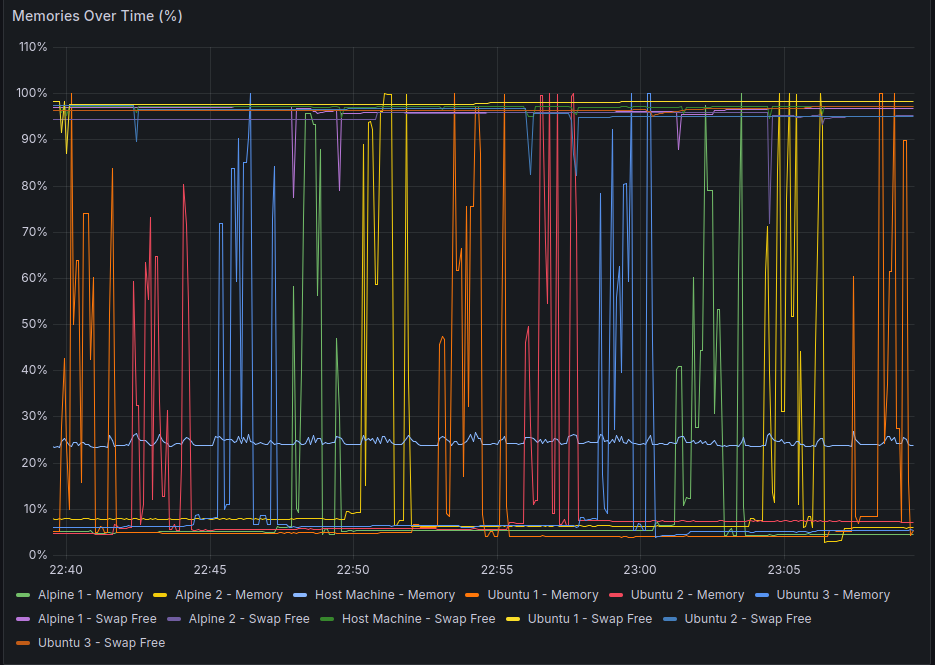 Memories Over Time (%)
110%
100%
90%
80%
70%
60%
50%
40%
30%
20%
10%
0%
22:40 22:45 22:50 22:55 23:00 23:05
Alpine 1 - Memory Alpine 2 - Memory Host Machine - Memory Ubuntu 1 - Memory Ubuntu 2 - Memory Ubuntu 3 - Memory
Alpine 1 - Swap Free Alpine 2 - Swap Free Host Machine - Swap Free Ubuntu 1 - Swap Free Ubuntu 2 - Swap Free
Ubuntu 3 - Swap Free